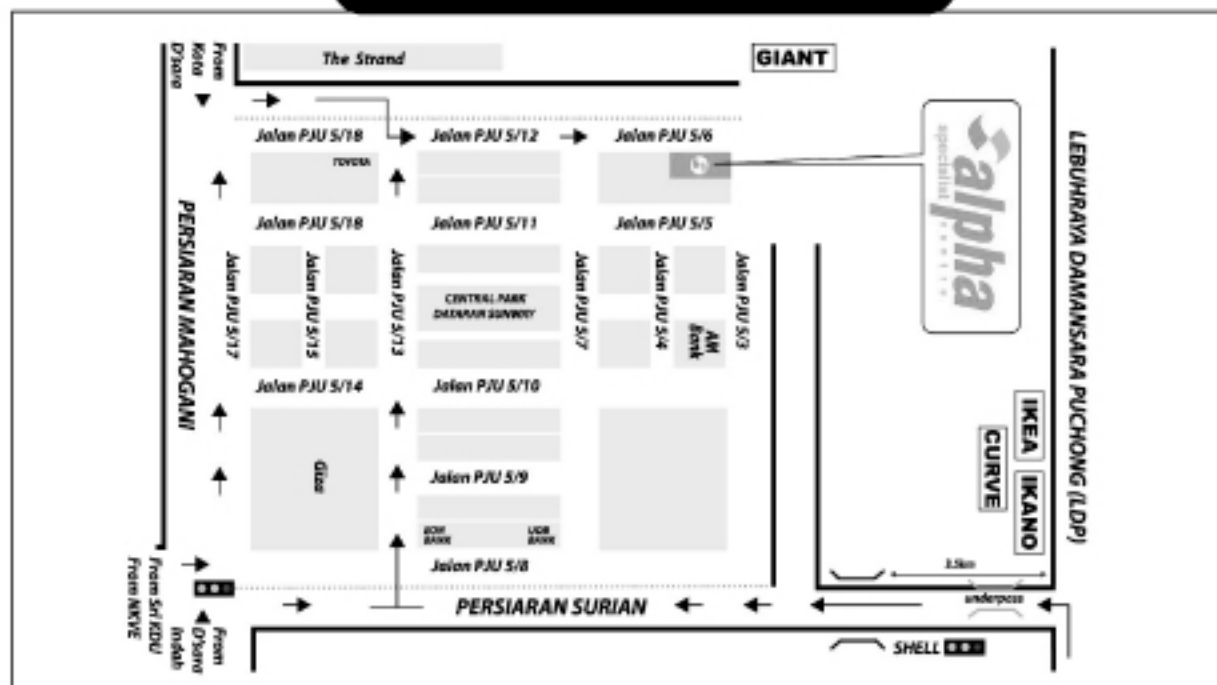 From
Kota
D'sara
The Strand
GIANT
Jalan PJU 5/18
Jalan PJU 5/12
Jalan PJU 5/6
TOYOTA
alpha
specialist
centre
LEBUHRAYA DAMANSARA PUCHONG (LDP)
PERSIARAN MAHOGANI
Jalan PJU 5/18
Jalan PJU 5/11
Jalan PJU 5/5
Jalan PJU 5/17
Jalan PJU 5/15
Jalan PJU 5/13
CENTRAL PARK
DATARAN SUNWAY
Jalan PJU 5/7
Jalan PJU 5/4
AM
Bank
Jalan PJU 5/3
Jalan PJU 5/14
Jalan PJU 5/10
IKEA
IKANO
CURVE
Giza
Jalan PJU 5/9
BANK
UOB
BANK
Jalan PJU 5/8
From Sri KDU/
From NKVE
3.5km
underpass
PERSIARAN SURIAN
From
D'sara
Indah
SHELL